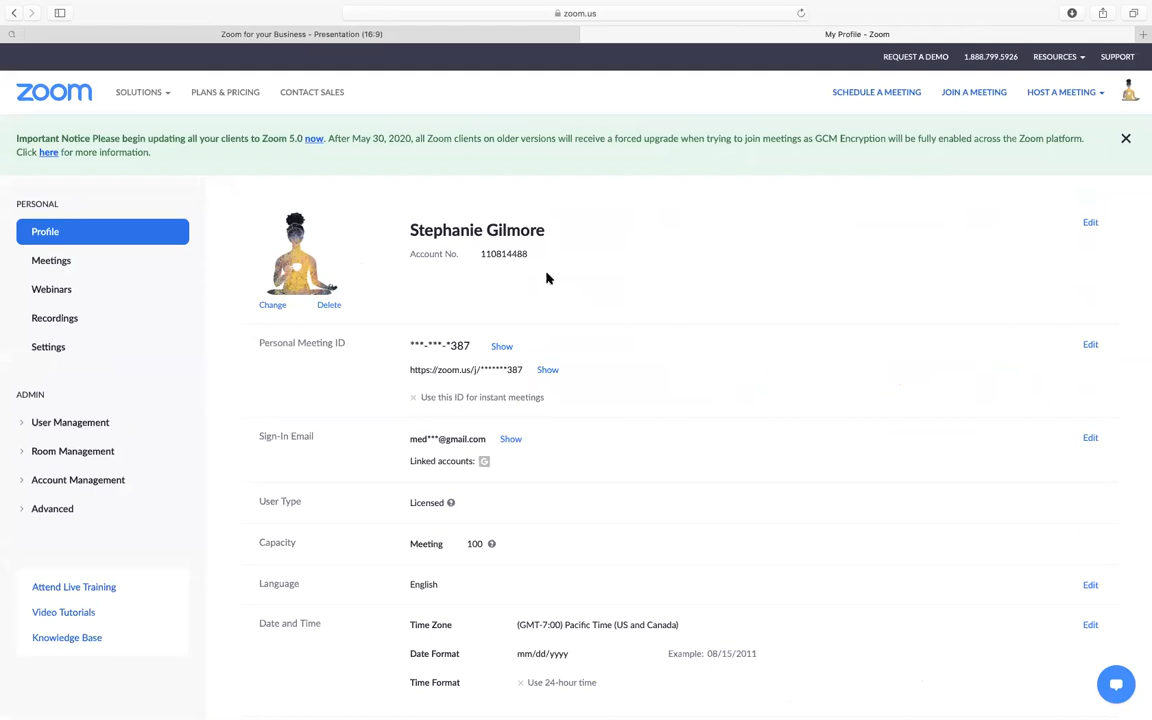 zoom.us
Zoom for your Business - Presentation (16:9)
My Profile - Zoom
REQUEST A DEMO 1.888.799.5926 RESOURCES SUPPORT
zoom SOLUTIONS PLANS & PRICING CONTACT SALES SCHEDULE A MEETING JOIN A MEETING HOST A MEETING
Important Notice Please begin updating all your clients to Zoom 5.0 now. After May 30, 2020, all Zoom clients on older versions will receive a forced upgrade when trying to join meetings as GCM Encryption will be fully enabled across the Zoom platform.
Click here for more information.
PERSONAL
Profile
Meetings
Webinars
Recordings
Settings
ADMIN
User Management
Room Management
Account Management
Advanced
Attend Live Training
Video Tutorials
Knowledge Base
Change Delete
Stephanie Gilmore Edit
Account No. 110814488
Personal Meeting ID ***-***-*387 Show Edit
https://zoom.us/j/*******387 Show
× Use this ID for instant meetings
Sign-In Email med***@gmail.com Show Edit
Linked accounts: G
User Type Licensed ?
Capacity Meeting 100 ?
Language English Edit
Date and Time Time Zone (GMT-7:00) Pacific Time (US and Canada) Edit
Date Format mm/dd/yyyy Example: 08/15/2011
Time Format × Use 24-hour time